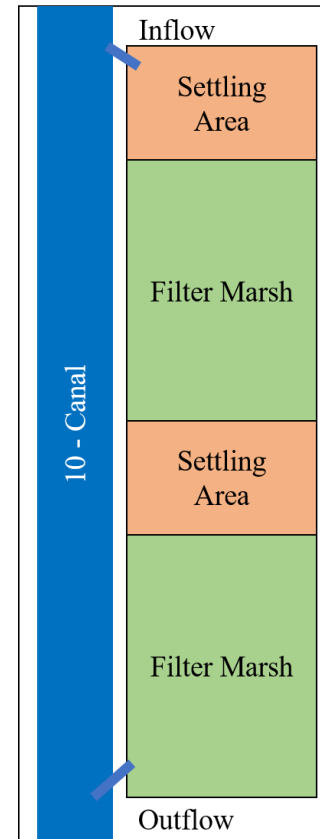 Inflow
Settling
Area
Filter Marsh
10 - Canal
Settling
Area
Filter Marsh
Outflow